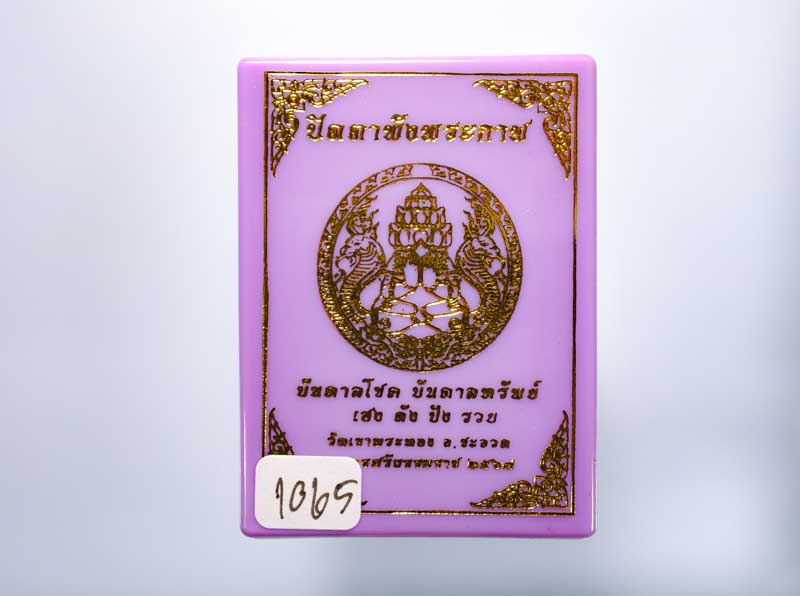 ปิดตาพังพระกาฬ
บันดาลโชค บันดาลทรัพย์
เฮง ดัง ปัง รวย
วัดเขาพระทอง อ.ชะอวด
ศรีธรรมราช ๒๕๖๗
1065